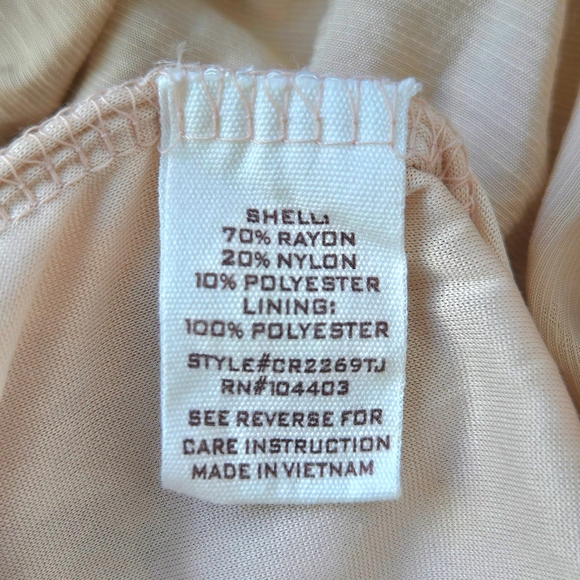 SHELL:
70% RAYON
20% NYLON
10% POLYESTER
LINING:
100% POLYESTER
STYLE#CR2269TJ
RN#104403
SEE REVERSE FOR
CARE INSTRUCTION
MADE IN VIETNAM